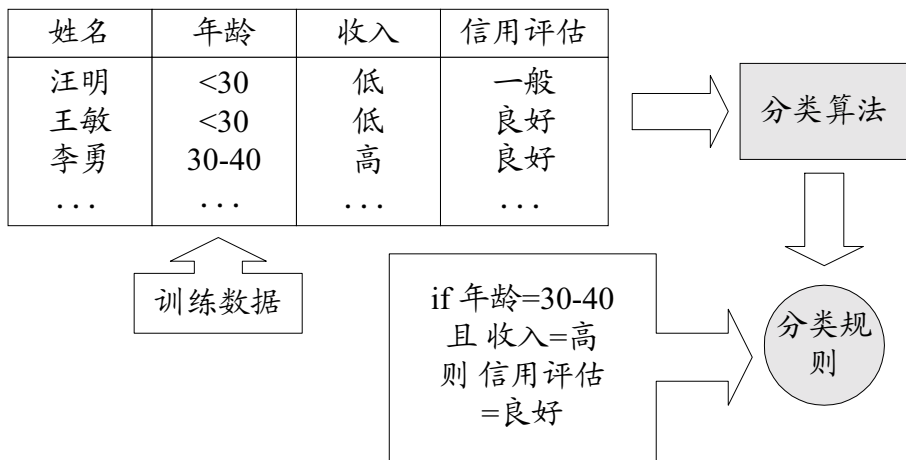 姓名 年龄 收入 信用评估
汪明 <30 低 一般
王敏 <30 低 良好
李勇 30-40 高 良好
... ... ... ...
分类算法
训练数据
if 年龄=30-40
且 收入=高
则 信用评估
=良好
分类规
则